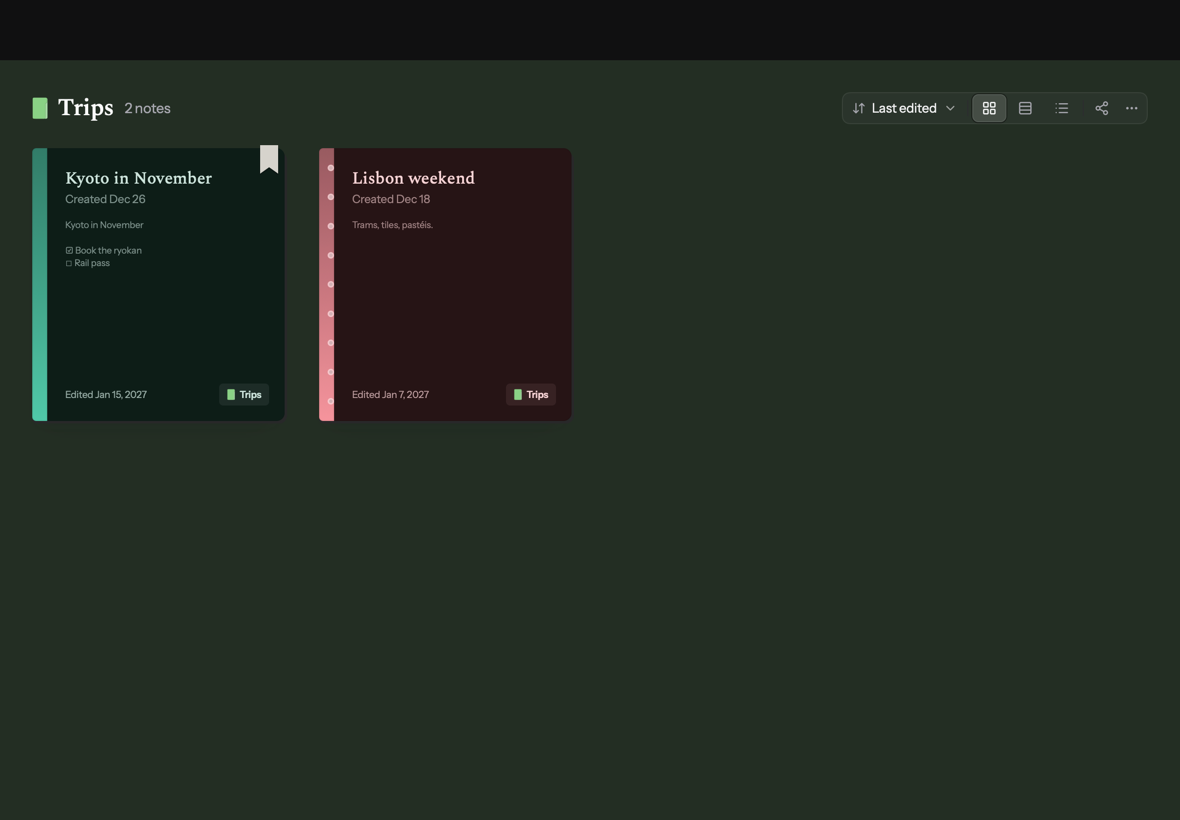 Trips 2 notes
Last edited
Kyoto in November
Created Dec 26
Kyoto in November
☑ Book the ryokan
☐ Rail pass
Edited Jan 15, 2027
Trips
Lisbon weekend
Created Dec 18
Trams, tiles, pastéis.
Edited Jan 7, 2027
Trips